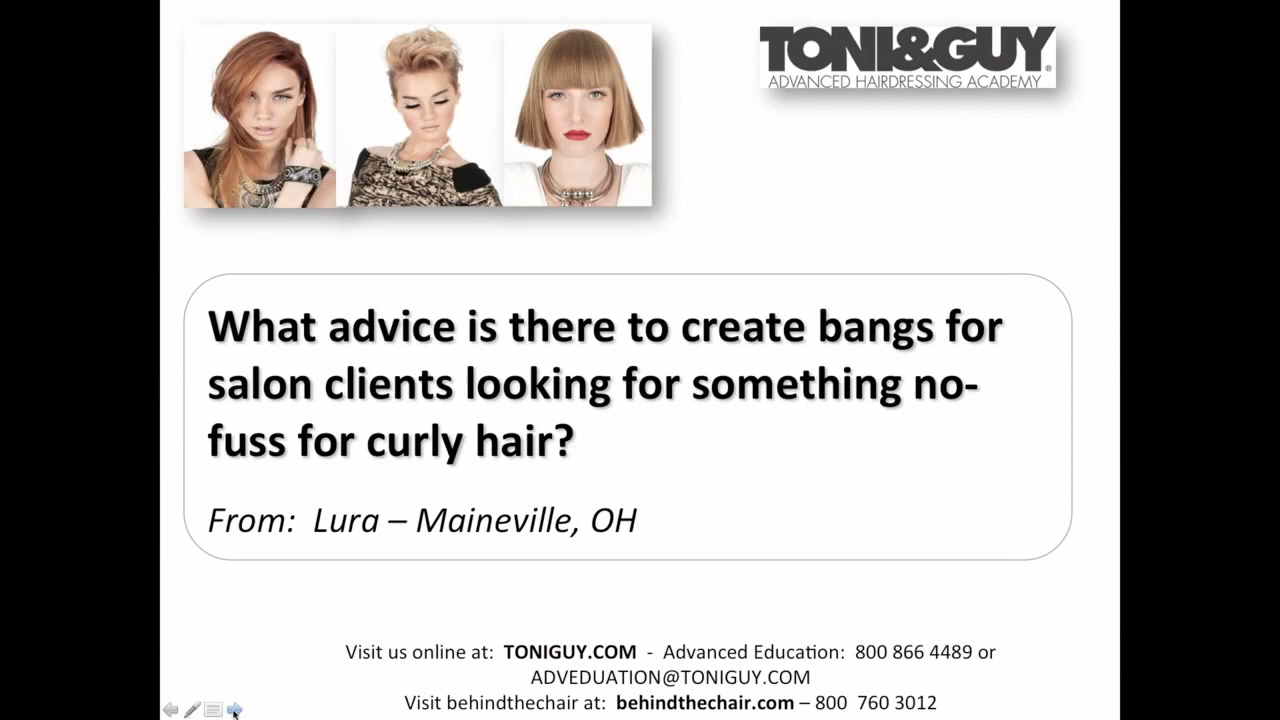 TONI&GUY®
ADVANCED HAIRDRESSING ACADEMY
What advice is there to create bangs for
salon clients looking for something no-
fuss for curly hair?
From: Lura – Maineville, OH
Visit us online at: TONIGUY.COM - Advanced Education: 800 866 4489 or
ADVEDUATION@TONIGUY.COM
Visit behindthechair at: behindthechair.com – 800 760 3012